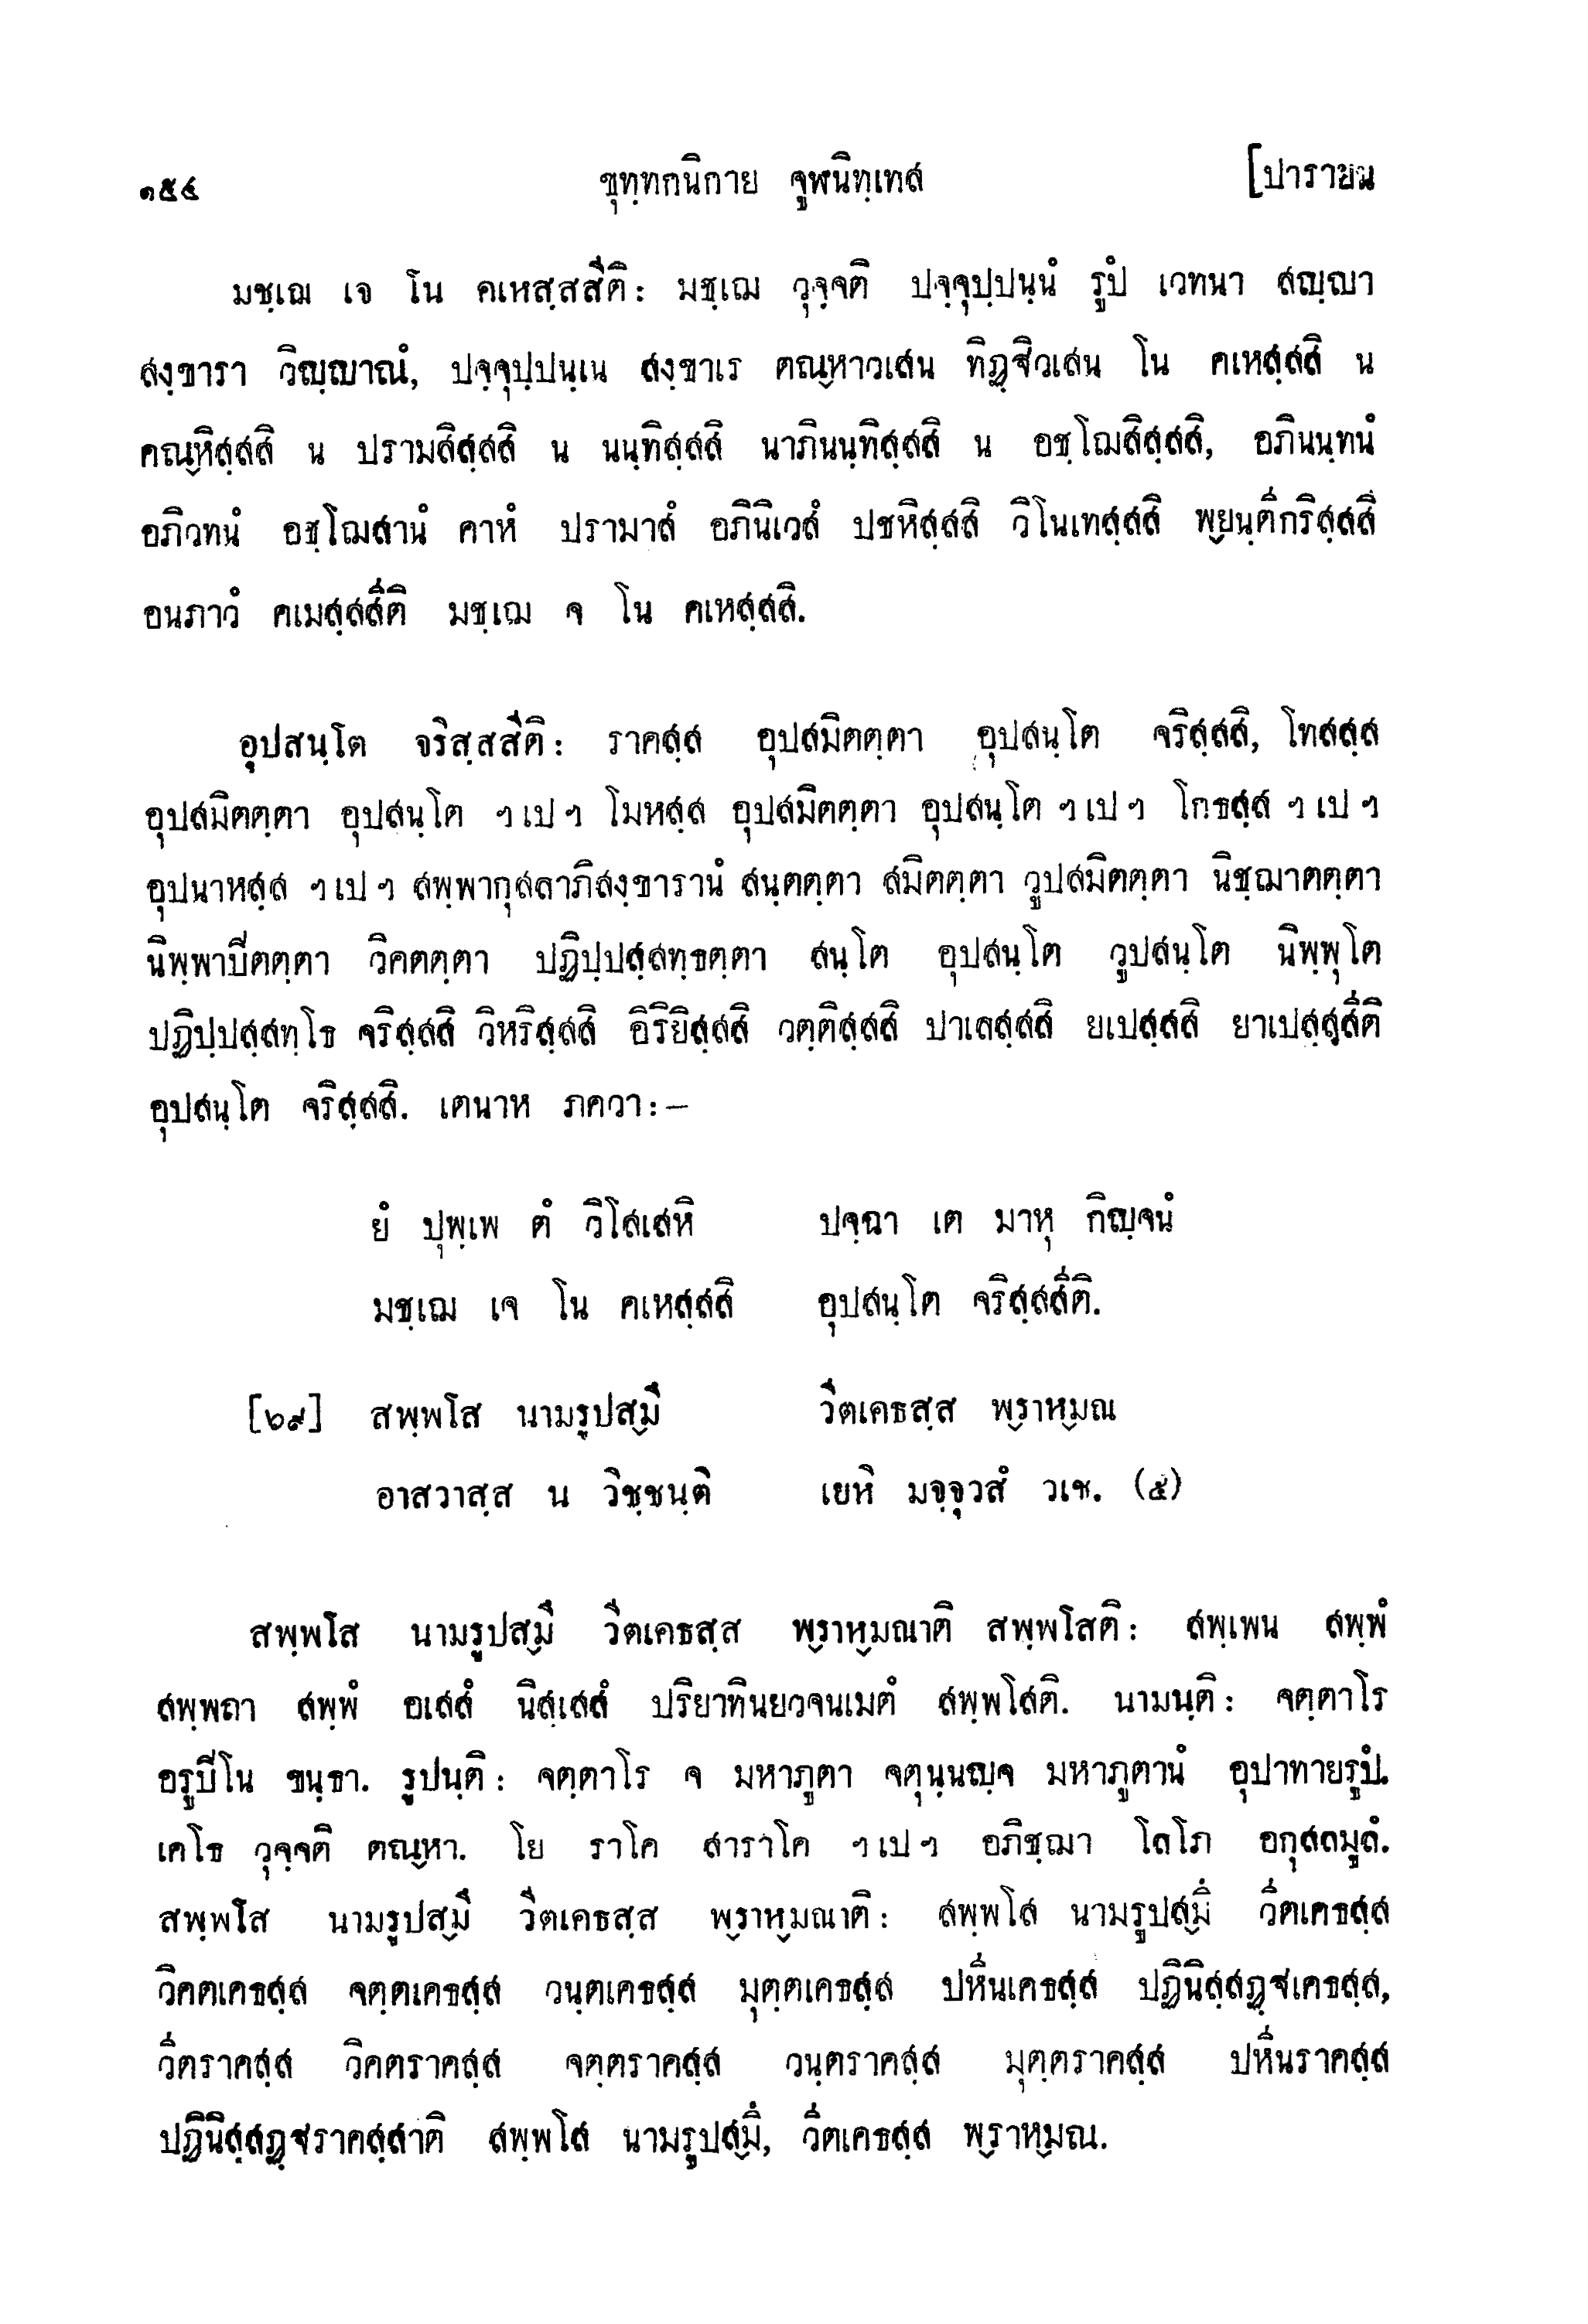 ๑๕๔ ขุทฺทกนิกาย จูฬนิทฺเทส [ปารายน
มชฺเฌ เจ โน คเหสฺสสีติ: มชฺเฌ วุจฺจติ ปจฺจุปฺปนฺนํ รูปํ เวทนา สญฺญา
สงฺขารา วิญฺญาณํ, ปจฺจุปฺปนฺเน สงฺขาเร ตณฺหาวเสน ทิฏฺฐิวเสน โน คเหสฺสสิ น
คณฺหิสฺสสิ น ปรามสิสฺสสิ น นนฺทิสฺสสิ นาภินนฺทิสฺสสิ น อชฺโฌสิสฺสสิ, อภินนฺทนํ
อภิวทนํ อชฺโฌสานํ คาหํ ปรามาสํ อภินิเวสํ ปชหิสฺสสิ วิโนเทสฺสสิ พฺยนฺตีกริสฺสสิ
อนภาวํ คเมสฺสสีติ มชฺเฌ จ โน คเหสฺสสิ.
อุปสนฺโต จริสฺสสีติ: ราคสฺส อุปสมิตตฺตา อุปสนฺโต จริสฺสสิ, โทสสฺส
อุปสมิตตฺตา อุปสนฺโต ฯ เป ฯ โมหสฺส อุปสมิตตฺตา อุปสนฺโต ฯ เป ฯ โกธสฺส ฯ เป ฯ
อุปนาหสฺส ฯ เป ฯ สพฺพากุสลาภิสงฺขารานํ สนฺตตฺตา สมิตตฺตา วูปสมิตตฺตา นิชฺฌาตตฺตา
นิพฺพาปีตตฺตา วิคตตฺตา ปฏิปฺปสฺสทฺธตฺตา สนฺโต อุปสนฺโต วูปสนฺโต นิพฺพุโต
ปฏิปฺปสฺสทฺโธ จริสฺสสิ วิหริสฺสสิ อิริยิสฺสสิ วตฺติสฺสสิ ปาเลสฺสสิ ยเปสฺสสิ ยาเปสฺสสีติ
อุปสนฺโต จริสฺสสิ. เตนาห ภควา:—
ยํ ปุพฺเพ ตํ วิโสเสหิ ปจฺฉา เต มาหุ กิญฺจนํ
มชฺเฌ เจ โน คเหสฺสสิ อุปสนฺโต จริสฺสสีติ.
[๖๙] สพฺพโส นามรูปสฺมึ วีตเคธสฺส พฺราหฺมณ
อาสวาสฺส น วิชฺชนฺติ เยหิ มจฺจุวสํ วเช. (๕)
สพฺพโส นามรูปสฺมึ วีตเคธสฺส พฺราหฺมณาติ สพฺพโสติ: สพฺเพน สพฺพํ
สพฺพถา สพฺพํ อเสสํ นิสฺเสสํ ปริยาทินยวจนเมตํ สพฺพโสติ. นามนฺติ: จตฺตาโร
อรูปีโน ขนฺธา. รูปนฺติ: จตฺตาโร จ มหาภูตา จตุนฺนญฺจ มหาภูตานํ อุปาทายรูปํ.
เคโธ วุจฺจติ ตณฺหา. โย ราโค สาราโค ฯ เป ฯ อภิชฺฌา โลโภ อกุสลมูลํ.
สพฺพโส นามรูปสฺมึ วีตเคธสฺส พฺราหฺมณาติ: สพฺพโส นามรูปสฺมึ วีตเคธสฺส
วิคตเคธสฺส จตฺตเคธสฺส วนฺตเคธสฺส มุตฺตเคธสฺส ปหีนเคธสฺส ปฏินิสฺสฏฺฐเคธสฺส,
วีตราคสฺส วิคตราคสฺส จตฺตราคสฺส วนฺตราคสฺส มุตฺตราคสฺส ปหีนราคสฺส
ปฏินิสฺสฏฺฐราคสฺสาติ สพฺพโส นามรูปสฺมึ, วีตเคธสฺส พฺราหฺมณ.